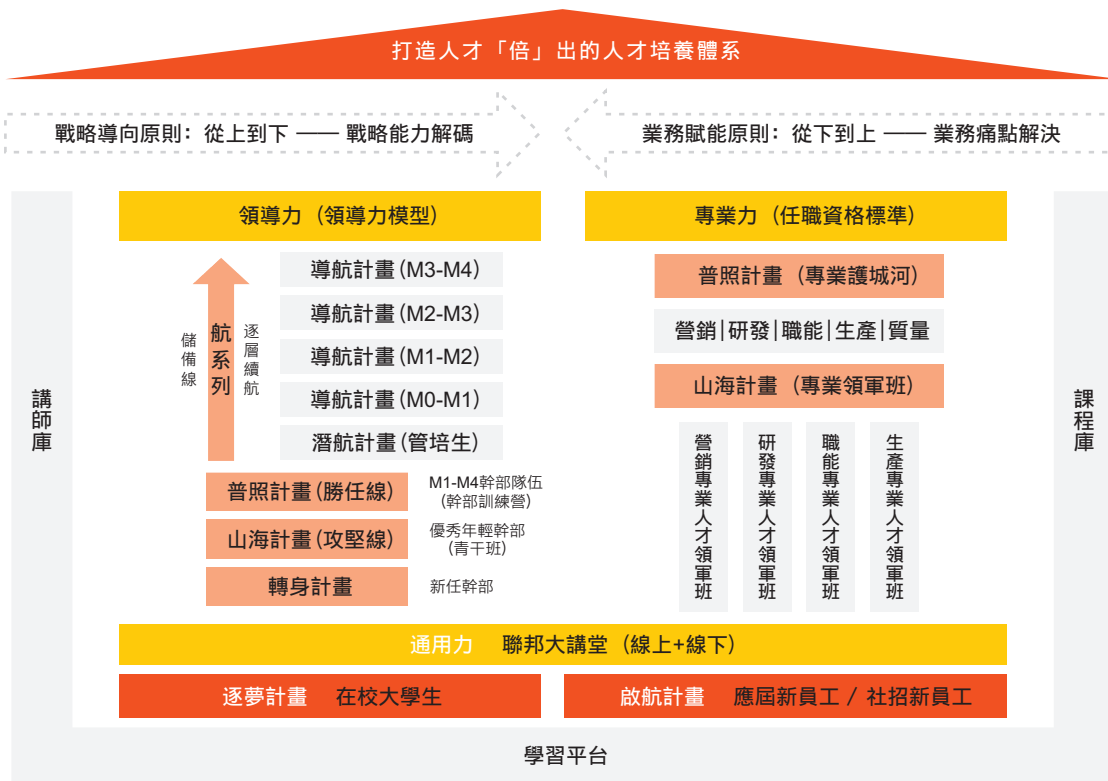 打造人才「倍」出的人才培養體系
戰略導向原則：從上到下 —— 戰略能力解碼
業務賦能原則：從下到上 —— 業務痛點解決
講師庫
領導力（領導力模型）
儲備線
航系列
逐層續航
導航計畫(M3-M4)
導航計畫(M2-M3)
導航計畫(M1-M2)
導航計畫(M0-M1)
潛航計畫(管培生)
普照計畫(勝任線)
M1-M4幹部隊伍
(幹部訓練營)
山海計畫(攻堅線)
優秀年輕幹部
(青干班)
轉身計畫
新任幹部
專業力（任職資格標準）
普照計畫（專業護城河）
營銷|研發|職能|生產|質量
山海計畫（專業領軍班）
營銷專業人才領軍班
研發專業人才領軍班
職能專業人才領軍班
生產專業人才領軍班
課程庫
通用力 聯邦大講堂（線上+線下）
逐夢計畫 在校大學生
啟航計畫 應屆新員工 / 社招新員工
學習平台